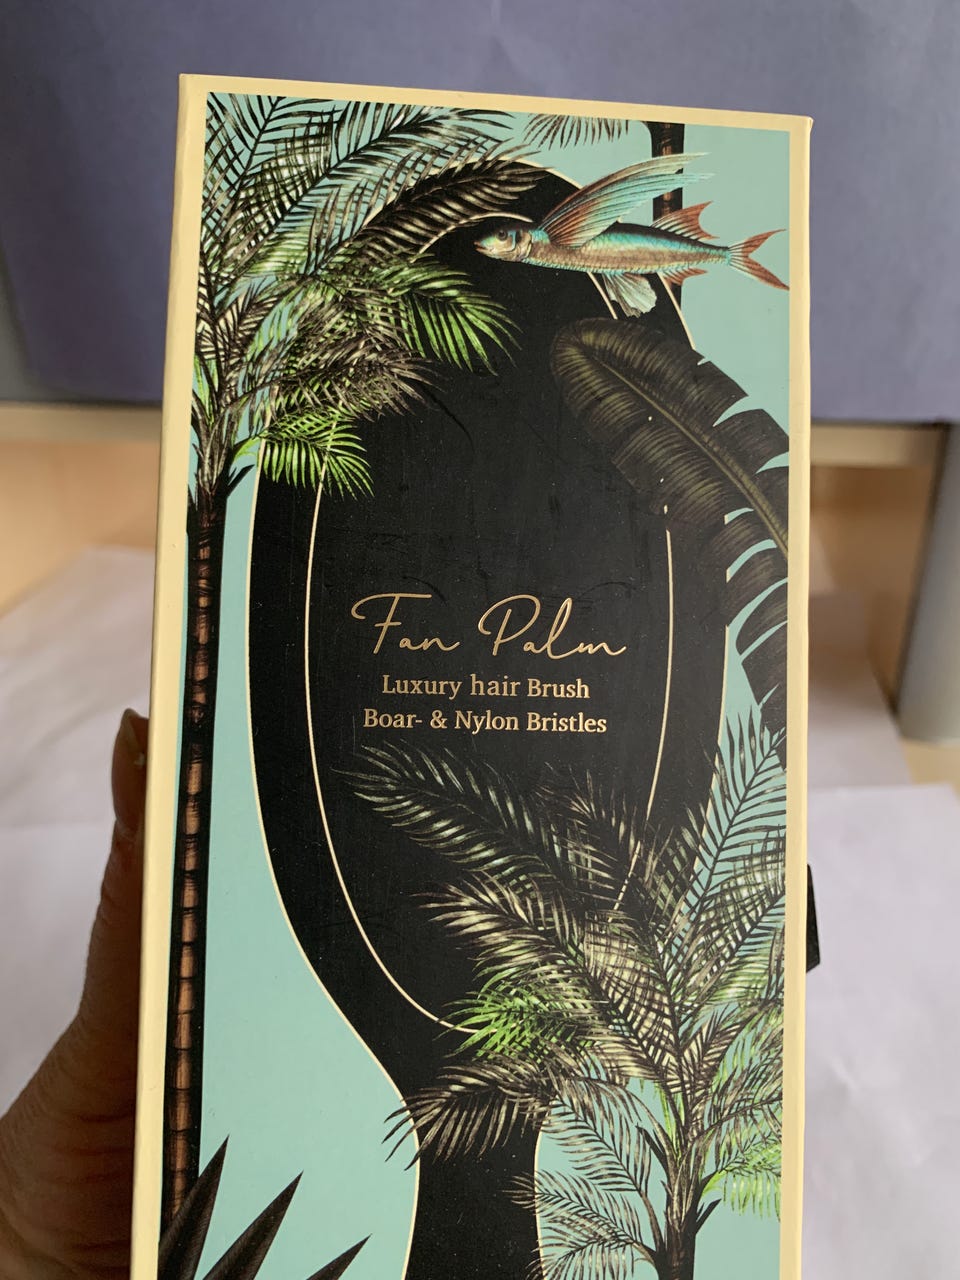 Fan Palm
Luxury hair Brush
Boar- & Nylon Bristles